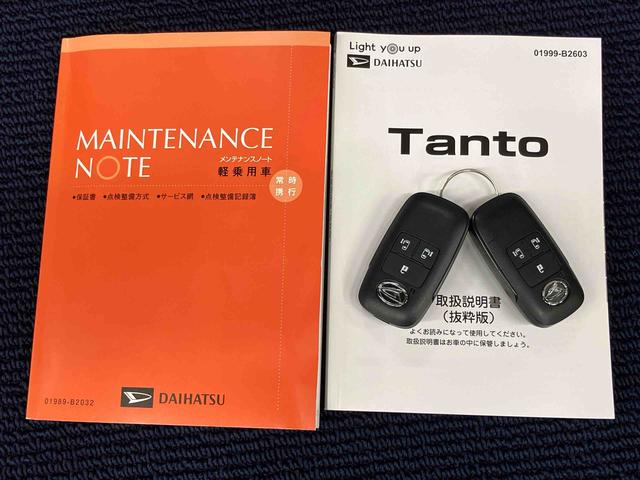 MAINTENANCE
NOTE
メンテナンスノート
軽乗用車
常時
携行
●保証書 ●点検整備方式 ●サービス網 ●点検整備記録簿
01989-B2032
DAIHATSU
Light you up
DAIHATSU
01999-B2603
Tanto
取扱説明書
（抜粋版）
よくお読みになって使用してください。
取扱説明書はお車の中に保管しましょう。